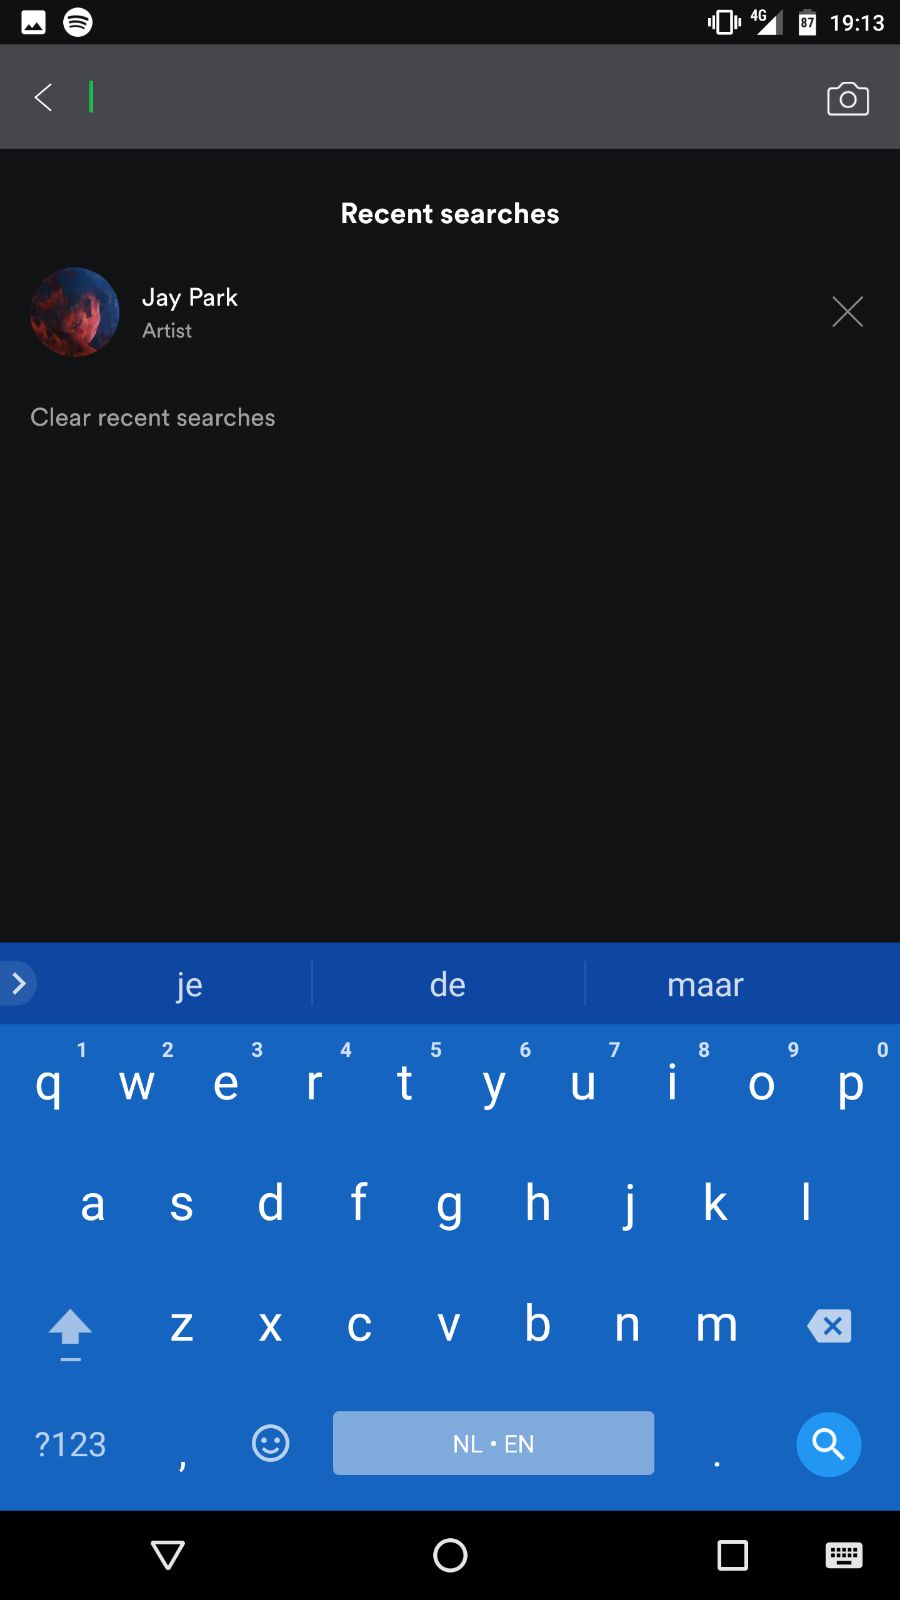 4G 87 19:13
Recent searches
Jay Park
Artist
Clear recent searches
je de maar
1 2 3 4 5 6 7 8 9 0
q w e r t y u i o p
a s d f g h j k l
z x c v b n m
?123 , NL • EN .